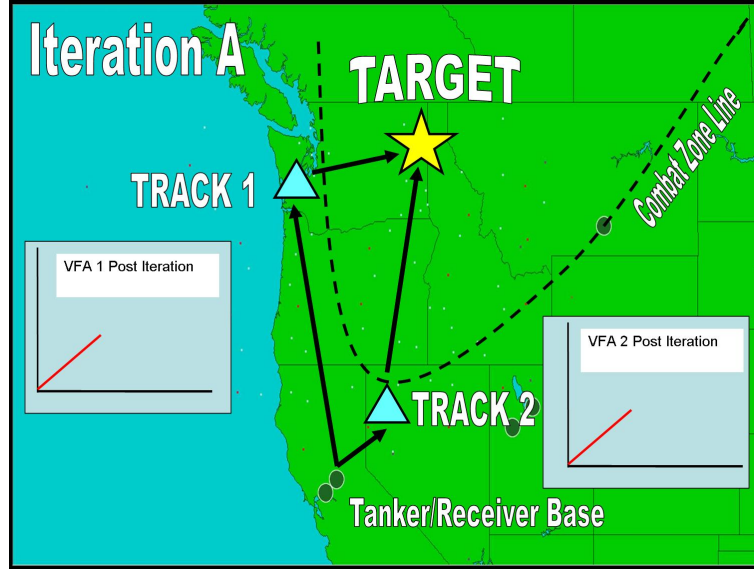 Iteration A
TARGET
Combat Zone Line
TRACK 1
VFA 1 Post Iteration
VFA 2 Post Iteration
TRACK 2
Tanker/Receiver Base